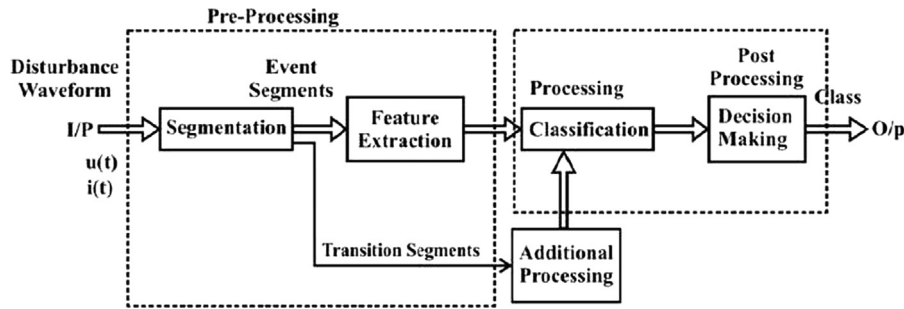 Pre-Processing
Disturbance
Waveform
I/P
u(t)
i(t)
Segmentation
Event
Segments
Feature
Extraction
Transition Segments
Processing
Classification
Additional
Processing
Post
Processing
Decision
Making
Class
O/p